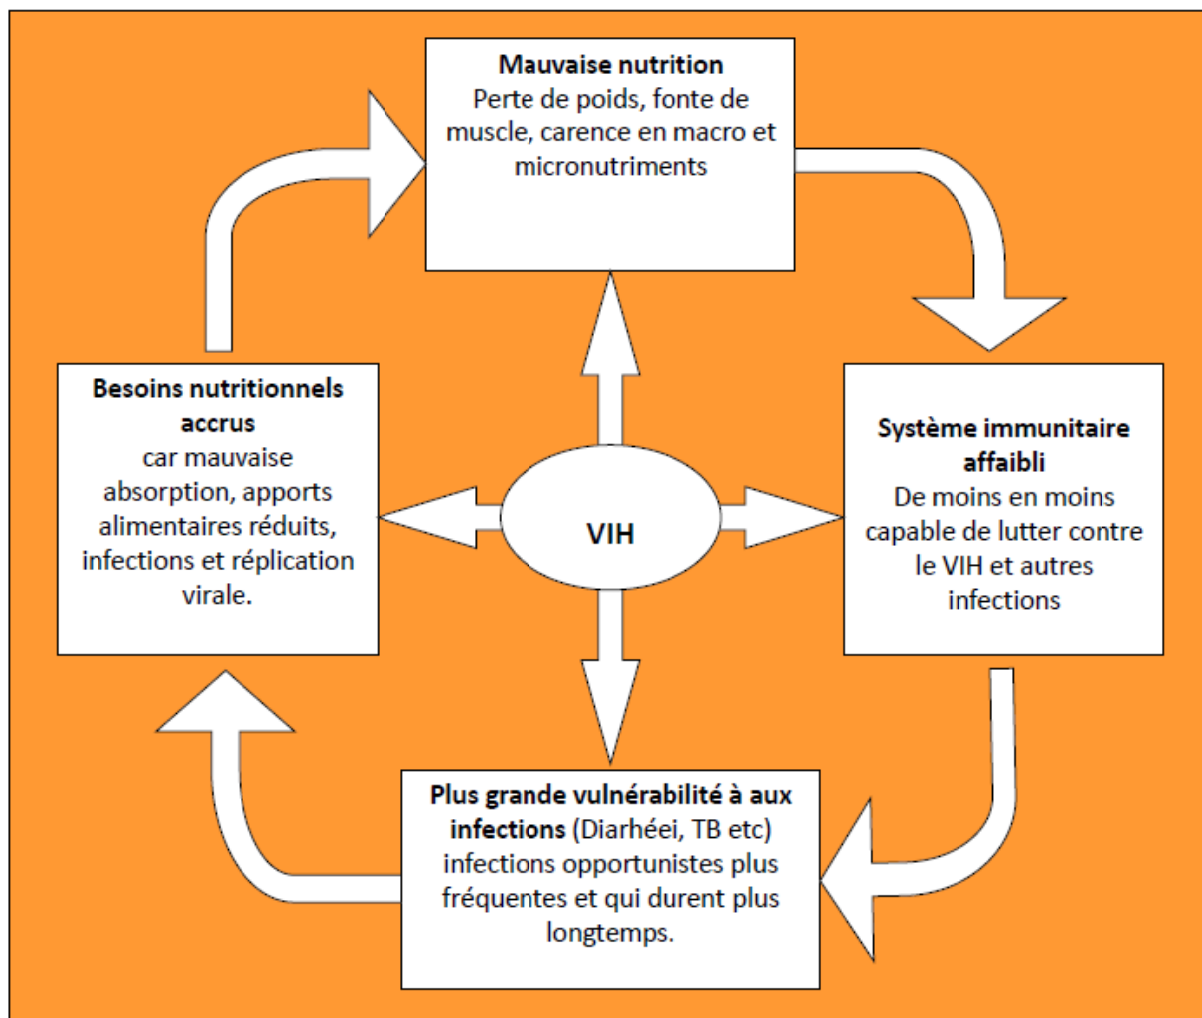 Mauvaise nutrition
Perte de poids, fonte de
muscle, carence en macro et
micronutriments
Besoins nutritionnels
accrus
car mauvaise
absorption, apports
alimentaires réduits,
infections et réplication
virale.
VIH
Système immunitaire
affaibli
De moins en moins
capable de lutter contre
le VIH et autres
infections
Plus grande vulnérabilité à aux
infections (Diarhéei, TB etc)
infections opportunistes plus
fréquentes et qui durent plus
longtemps.